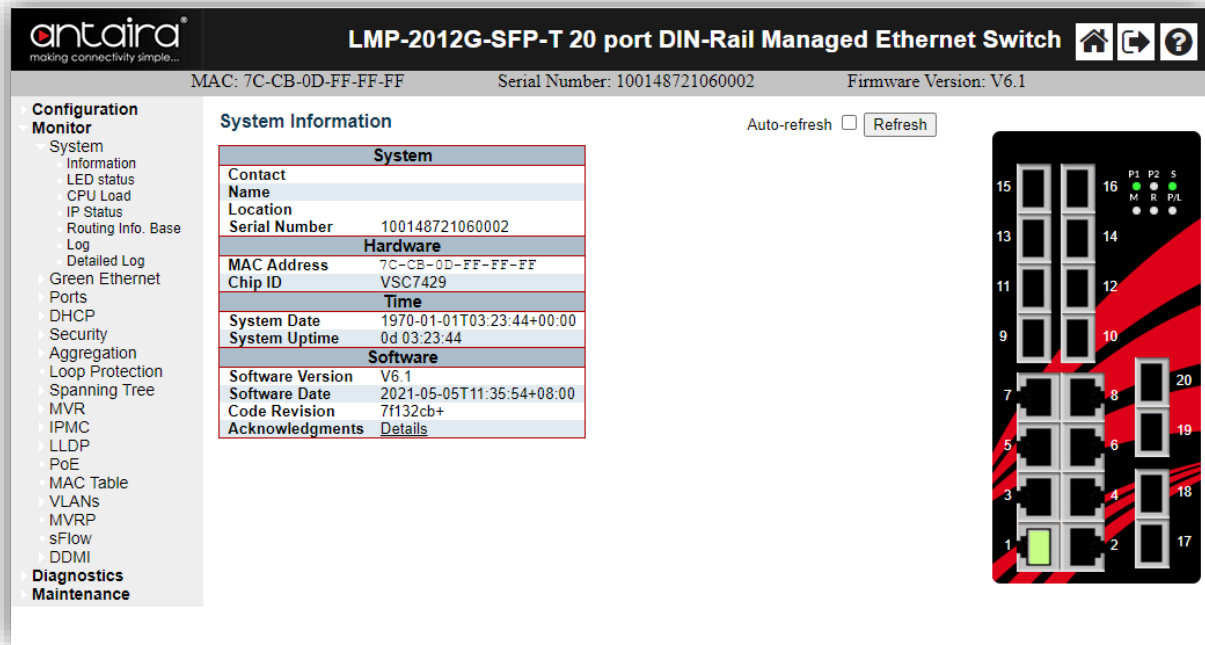 antaira®
making connectivity simple...
LMP-2012G-SFP-T 20 port DIN-Rail Managed Ethernet Switch
MAC: 7C-CB-0D-FF-FF-FF Serial Number: 100148721060002 Firmware Version: V6.1
Configuration
Monitor
System
Information
LED status
CPU Load
IP Status
Routing Info. Base
Log
Detailed Log
Green Ethernet
Ports
DHCP
Security
Aggregation
Loop Protection
Spanning Tree
MVR
IPMC
LLDP
PoE
MAC Table
VLANs
MVRP
sFlow
DDMI
Diagnostics
Maintenance
System Information
Auto-refresh Refresh
System
Contact
Name
Location
Serial Number 100148721060002
Hardware
MAC Address 7C-CB-0D-FF-FF-FF
Chip ID VSC7429
Time
System Date 1970-01-01T03:23:44+00:00
System Uptime 0d 03:23:44
Software
Software Version V6.1
Software Date 2021-05-05T11:35:54+08:00
Code Revision 7f132cb+
Acknowledgments Details
P1 P2 S
15 16
M R P/L
13 14
11 12
9 10
20
7 8
19
5 6
3 4 18
1 2 17